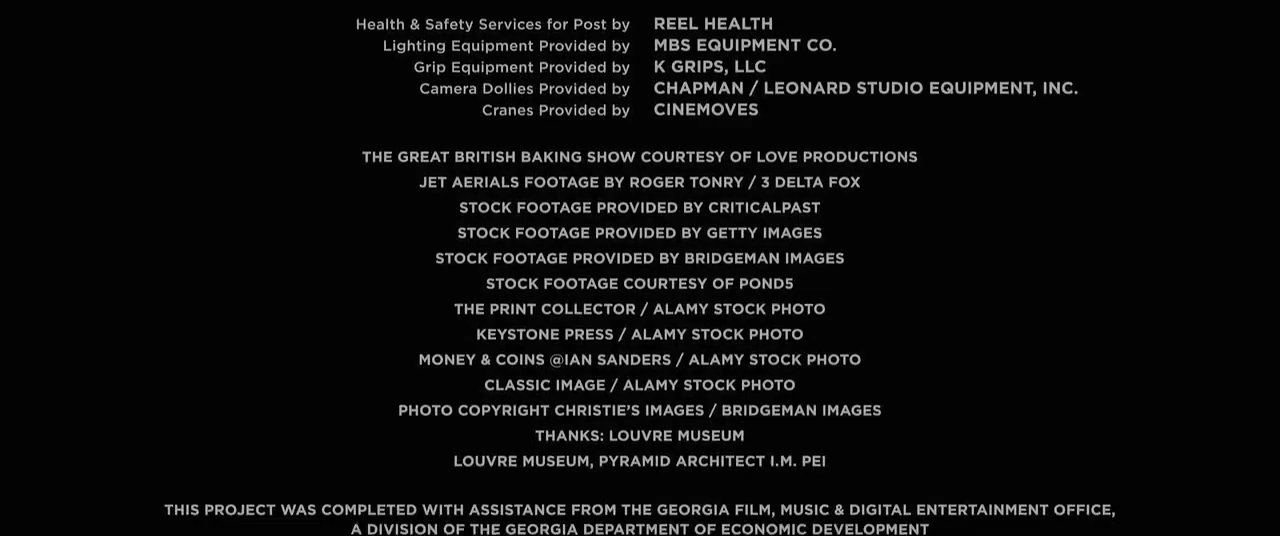 Health & Safety Services for Post by REEL HEALTH
Lighting Equipment Provided by MBS EQUIPMENT CO.
Grip Equipment Provided by K GRIPS, LLC
Camera Dollies Provided by CHAPMAN / LEONARD STUDIO EQUIPMENT, INC.
Cranes Provided by CINEMOVES
THE GREAT BRITISH BAKING SHOW COURTESY OF LOVE PRODUCTIONS
JET AERIALS FOOTAGE BY ROGER TONRY / 3 DELTA FOX
STOCK FOOTAGE PROVIDED BY CRITICALPAST
STOCK FOOTAGE PROVIDED BY GETTY IMAGES
STOCK FOOTAGE PROVIDED BY BRIDGEMAN IMAGES
STOCK FOOTAGE COURTESY OF POND5
THE PRINT COLLECTOR / ALAMY STOCK PHOTO
KEYSTONE PRESS / ALAMY STOCK PHOTO
MONEY & COINS @IAN SANDERS / ALAMY STOCK PHOTO
CLASSIC IMAGE / ALAMY STOCK PHOTO
PHOTO COPYRIGHT CHRISTIE'S IMAGES / BRIDGEMAN IMAGES
THANKS: LOUVRE MUSEUM
LOUVRE MUSEUM, PYRAMID ARCHITECT I.M. PEI
THIS PROJECT WAS COMPLETED WITH ASSISTANCE FROM THE GEORGIA FILM, MUSIC & DIGITAL ENTERTAINMENT OFFICE,
A DIVISION OF THE GEORGIA DEPARTMENT OF ECONOMIC DEVELOPMENT